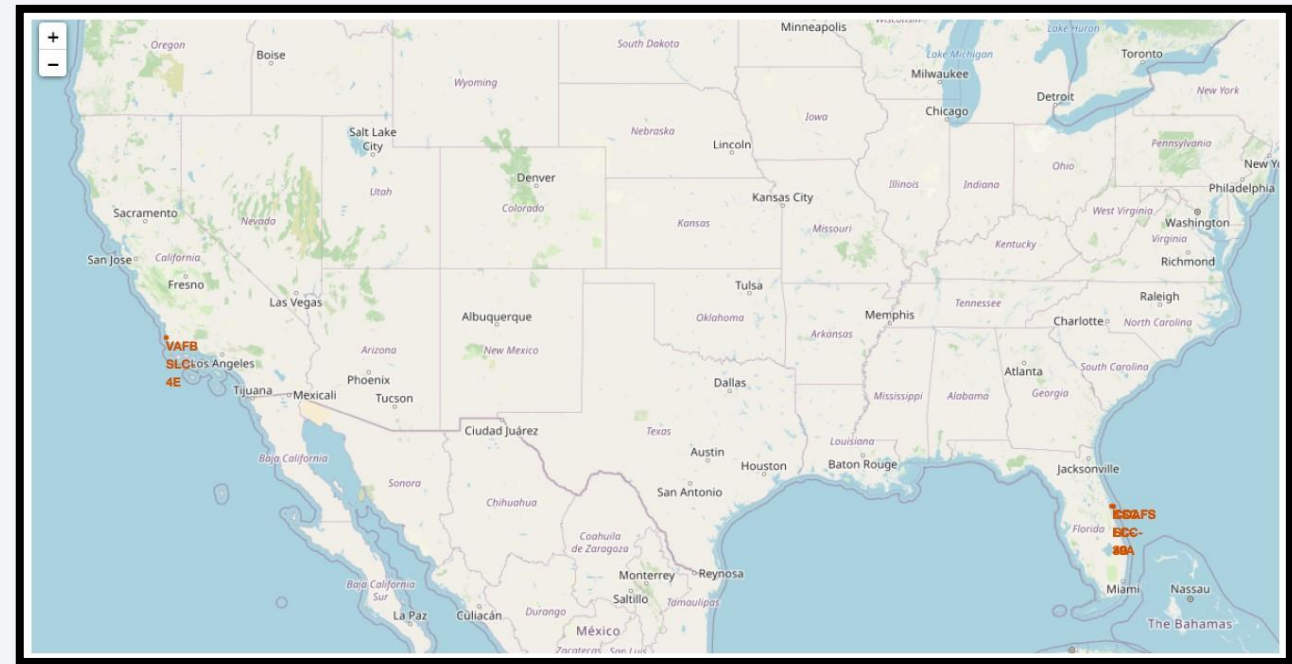 +
−
Oregon
Boise
South Dakota
Minneapolis
Lake Huron
Lake Michigan
Toronto
Wyoming
Milwaukee
New York
Detroit
Chicago
Iowa
Nebraska
Salt Lake
City
Lincoln
Pennsylvania
New Y
Ohio
Denver
Illinois
Indiana
Utah
Philadelphia
Kansas City
Colorado
Sacramento
Nevada
Kansas
Missouri
West Virginia
Washington
Virginia
Kentucky
San Jose
California
Richmond
Fresno
Tulsa
Las Vegas
Raleigh
Tennessee
Albuquerque
Oklahoma
Memphis
Charlotte
North Carolina
Arkansas
VAFB
SLC-
4E
Los Angeles
Arizona
New Mexico
Phoenix
Atlanta
South Carolina
Tijuana
Mexicali
Tucson
Dallas
Mississippi
Alabama
Georgia
Ciudad Juárez
Texas
Louisiana
Austin
Houston
Baton Rouge
Jacksonville
Baja California
Sonora
San Antonio
Chihuahua
Florida
Coahuila
de Zaragoza
Monterrey
Reynosa
Baja California
Sur
Saltillo
Tamaulipas
Miami
Nassau
La Paz
Culiacán
Durango
México
The Bahamas
Zacatecas
San Luis